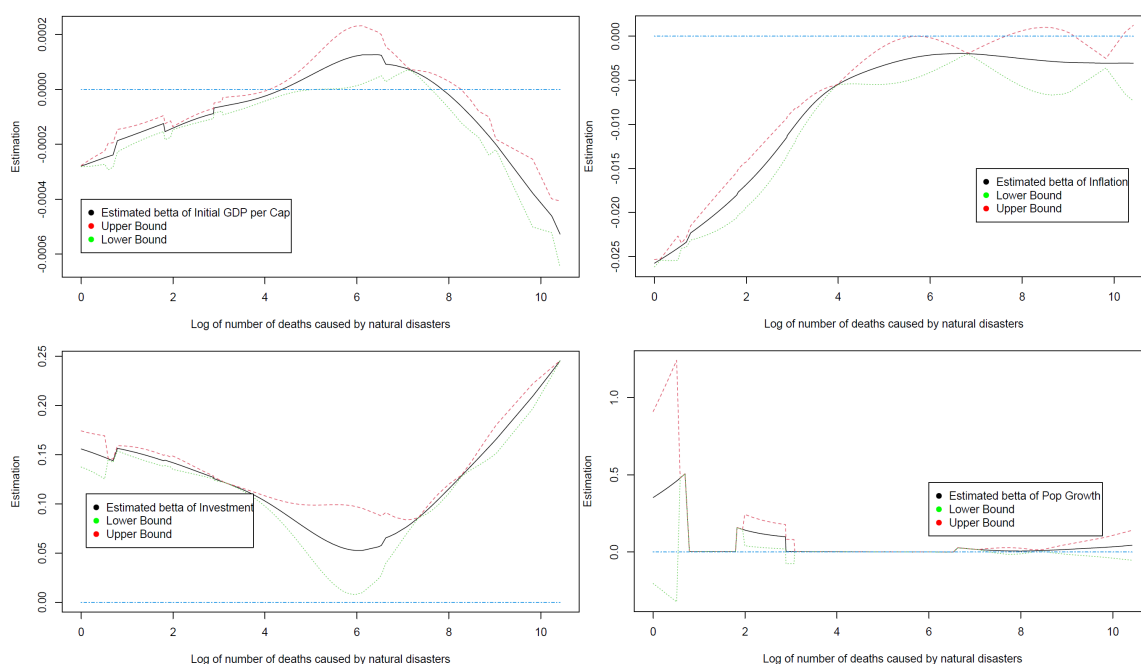 0.0002
0.0000
-0.0002
-0.0004
-0.0006
Estimation
Estimated betta of Initial GDP per Cap
Upper Bound
Lower Bound
0 2 4 6 8 10
Log of number of deaths caused by natural disasters
0.000
-0.005
-0.010
-0.015
-0.020
-0.025
Estimation
Estimated betta of Inflation
Lower Bound
Upper Bound
0 2 4 6 8 10
Log of number of deaths caused by natural disasters
0.25
0.20
0.15
0.10
0.05
0.00
Estimation
Estimated betta of Investment
Lower Bound
Upper Bound
0 2 4 6 8 10
Log of number of deaths caused by natural disasters
1.0
0.5
0.0
Estimation
Estimated betta of Pop Growth
Lower Bound
Upper Bound
0 2 4 6 8 10
Log of number of deaths caused by natural disasters